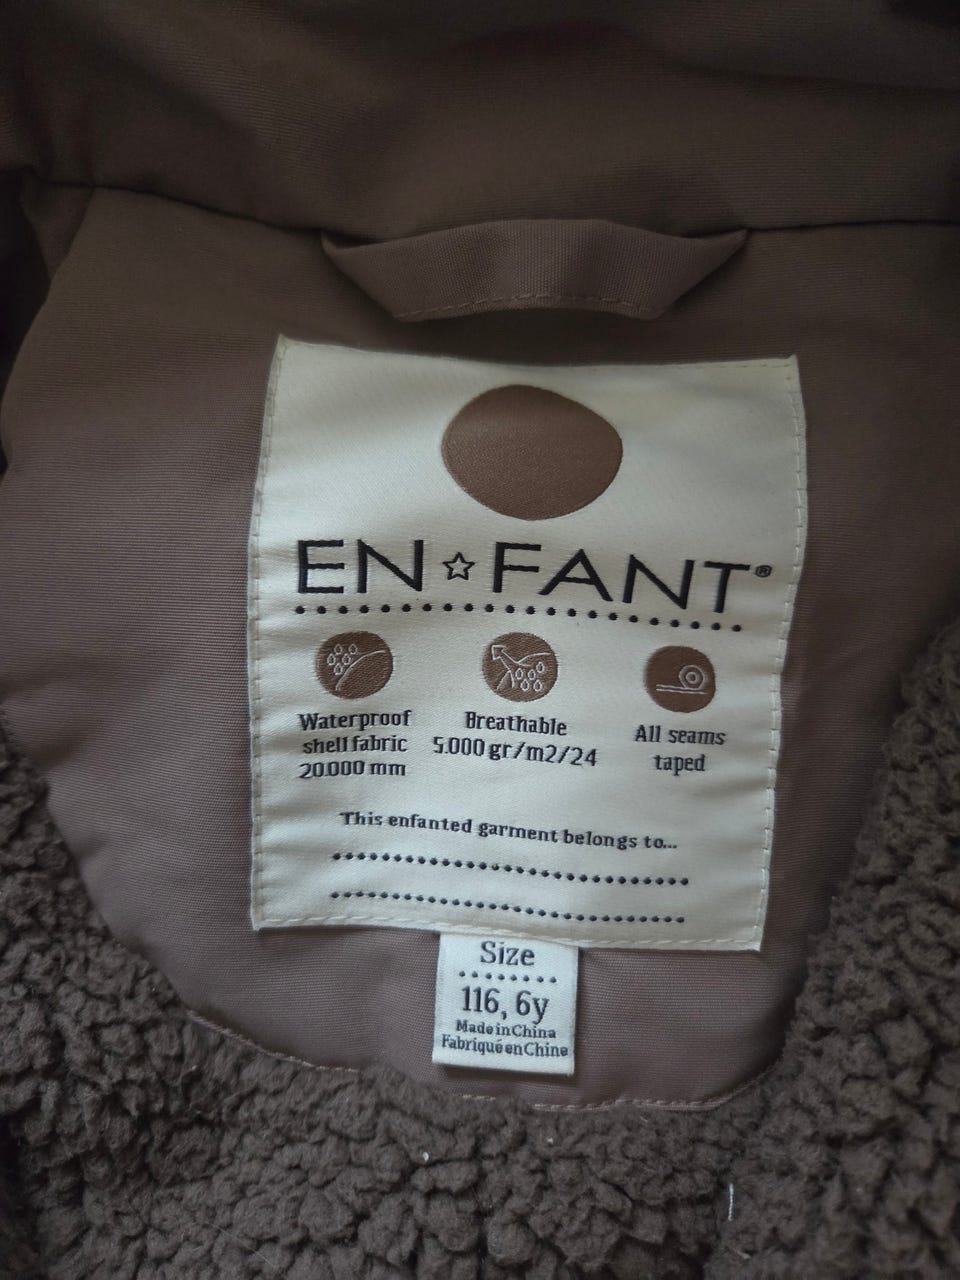 EN☆FANT®
Waterproof
shell fabric
20.000 mm
Breathable
5.000 gr/m2/24
All seams
taped
This enfanted garment belongs to...
Size
116, 6y
Made in China
Fabriqué en Chine